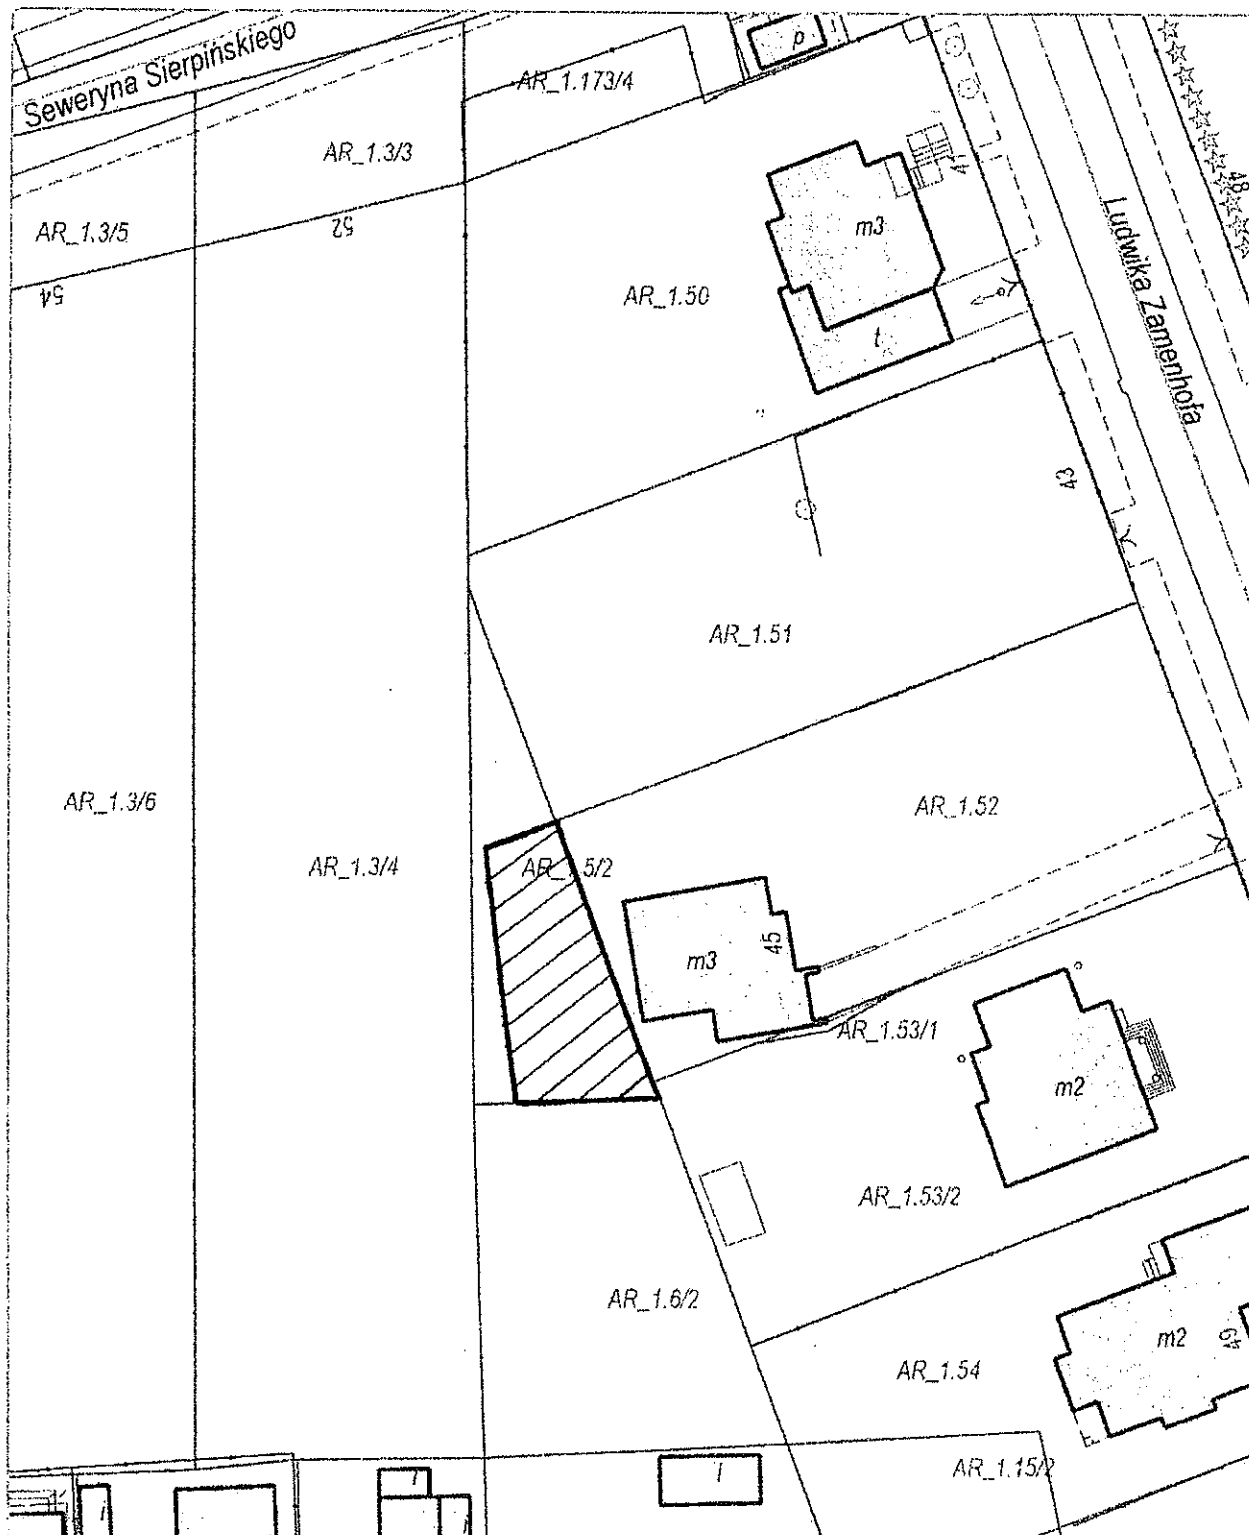 Seweryna Sierpińskiego
p
AR_1.173/4
AR_1.3/3
41
48
AR_1.3/5
52
m3
Ludwika Zamenhofa
54
AR_1.50
t
43
AR_1.51
AR_1.3/6
AR_1.52
AR_1.3/4
AR_1.5/2
45
m3
AR_1.53/1
m2
AR_1.53/2
AR_1.6/2
m2
49
AR_1.54
AR_1.15/2
i
i
i
i